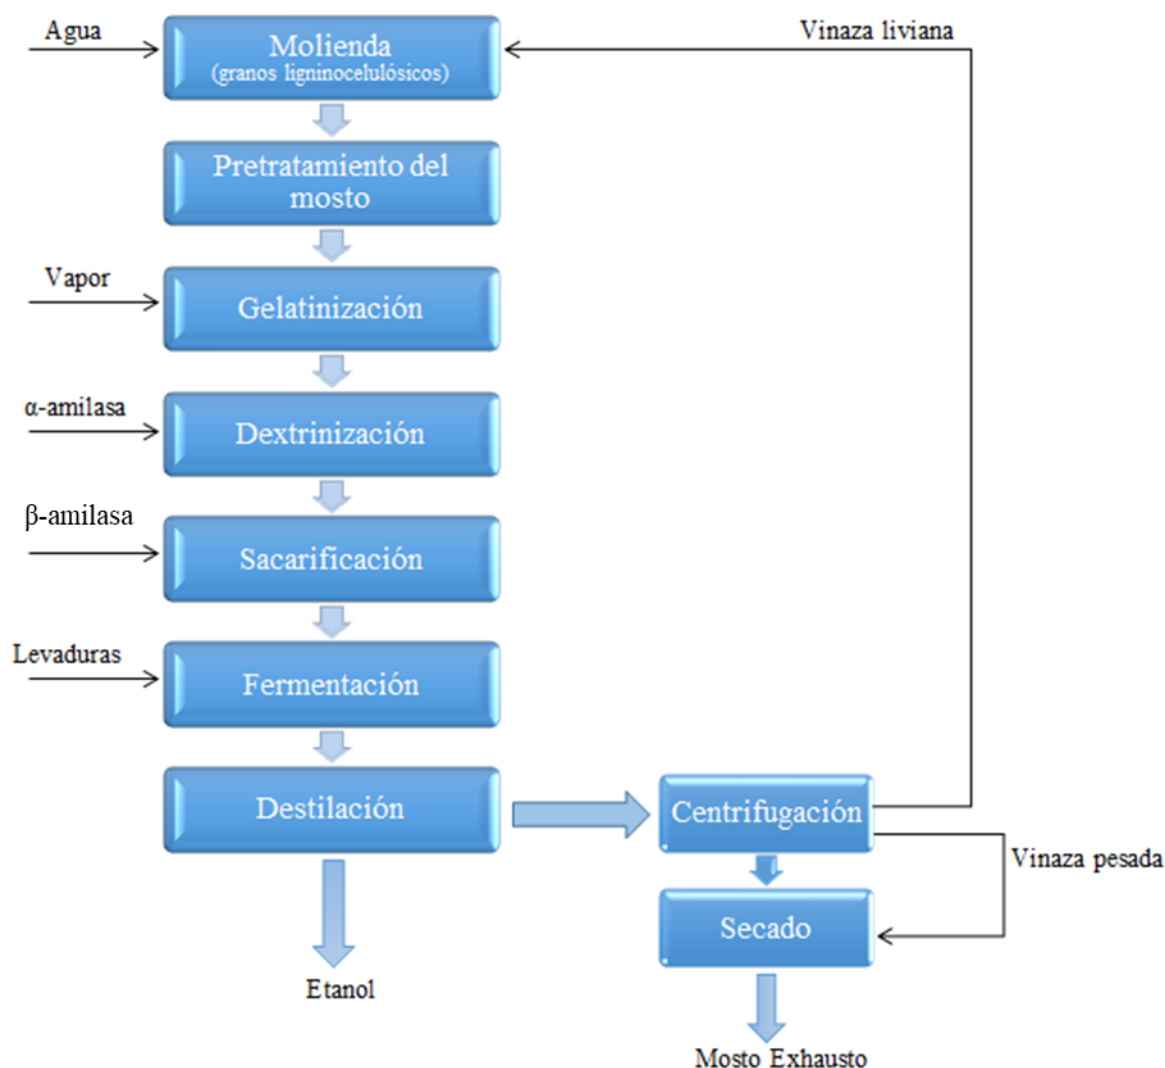 Agua
Molienda
(granos ligninocelulósicos)
Vinaza liviana
Pretratamiento del
mosto
Vapor
Gelatinización
α-amilasa
Dextrinización
β-amilasa
Sacarificación
Levaduras
Fermentación
Destilación
Centrifugación
Vinaza pesada
Secado
Etanol
Mosto Exhausto